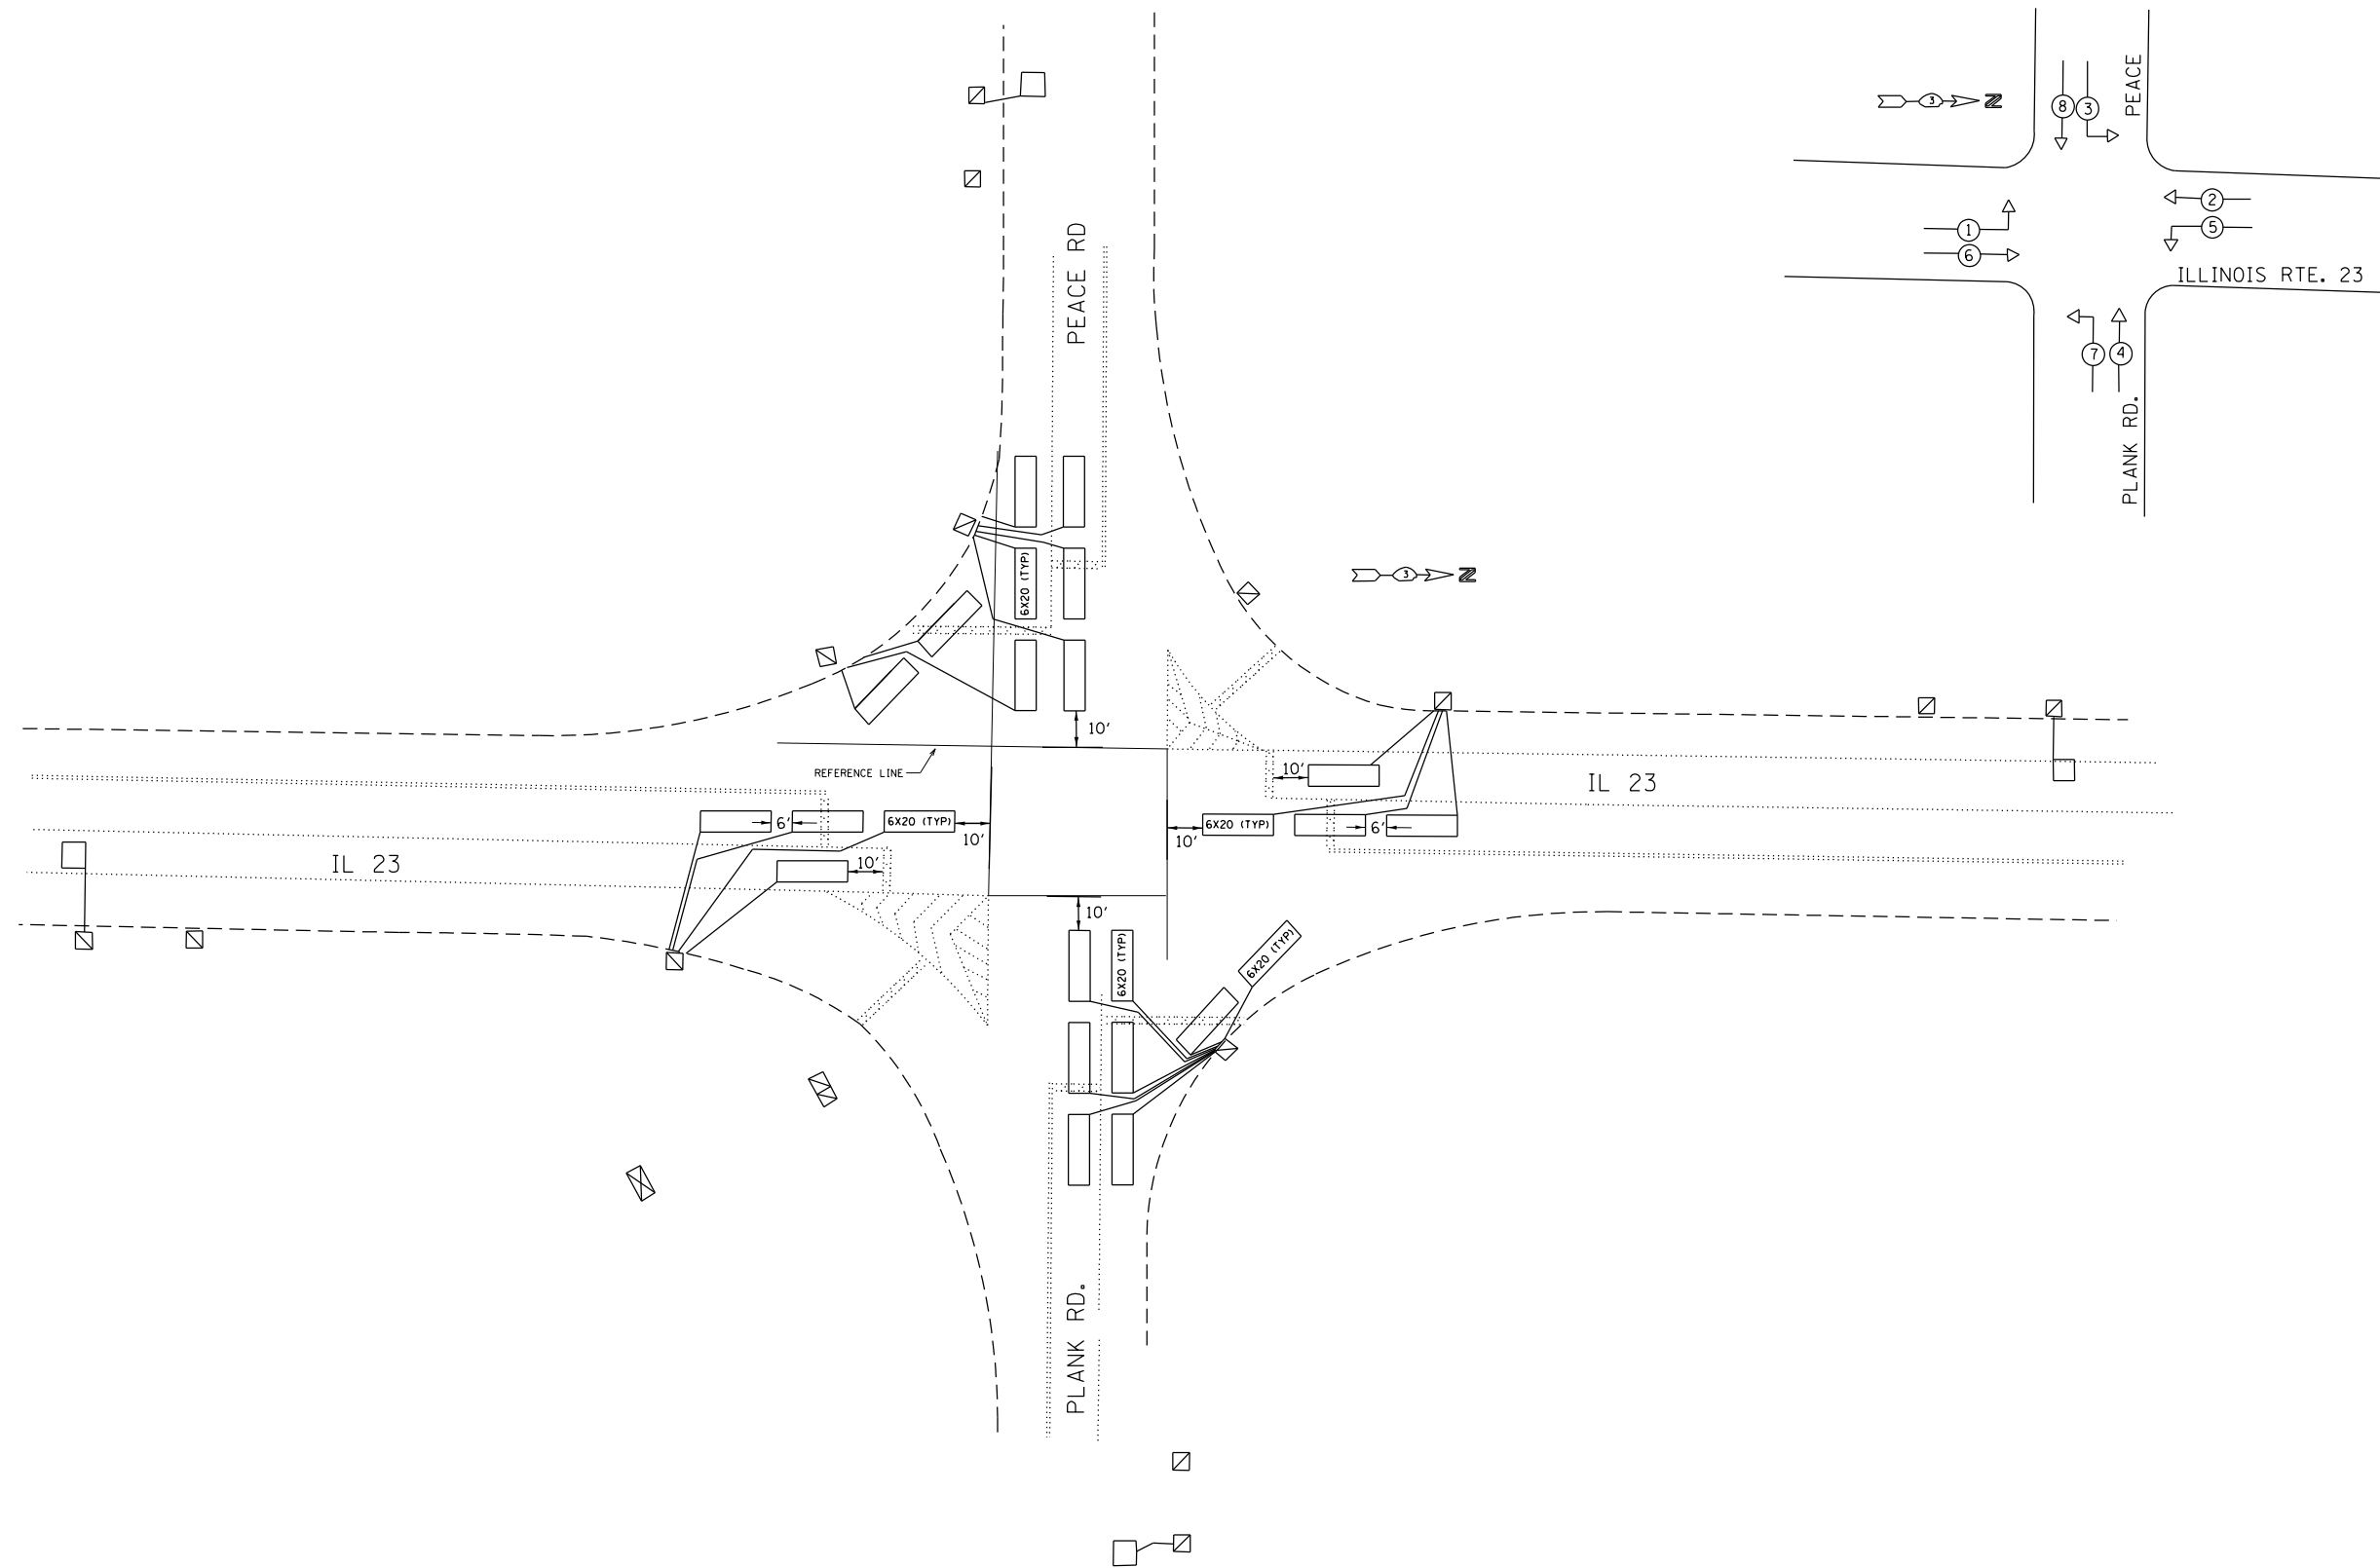 PEACE
3
N
8
3
2
5
1
6
ILLINOIS RTE. 23
7
4
PLANK RD.
PEACE RD
6X20 (TYP)
3
N
10'
REFERENCE LINE
10'
IL 23
6'
6X20 (TYP)
10'
6X20 (TYP)
10'
6'
IL 23
10'
10'
6X20 (TYP)
6X20 (TYP)
PLANK RD.